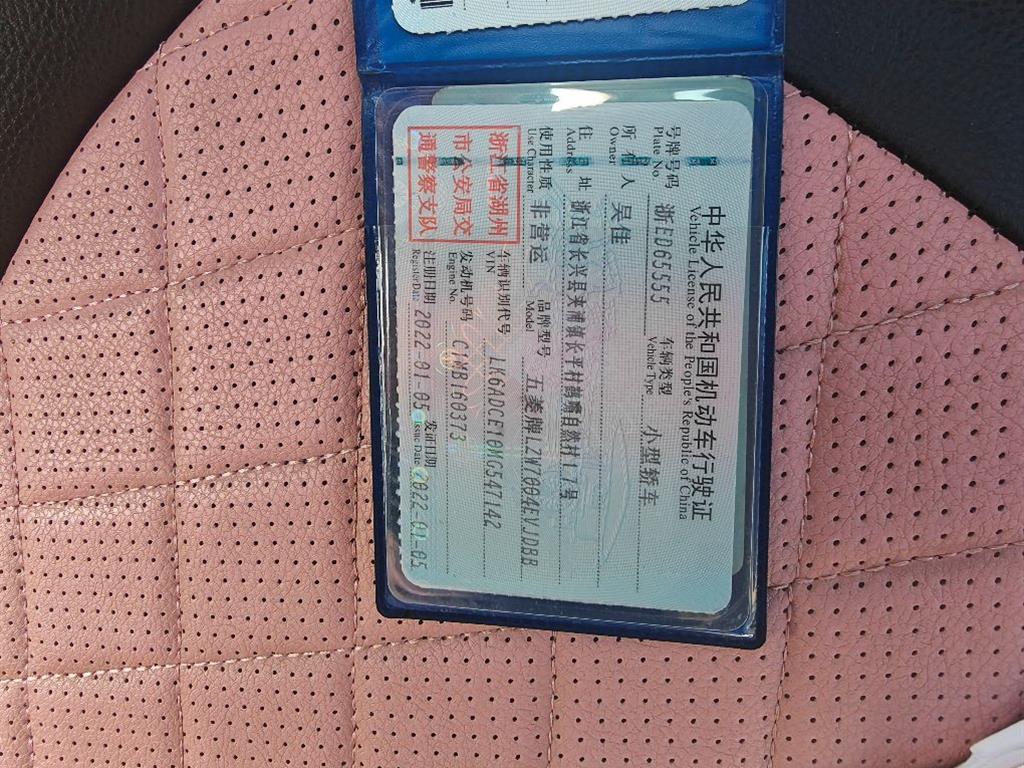 中华人民共和国机动车行驶证
Vehicle License of the People's Republic of China
号牌号码 浙ED65555 车辆类型 小型轿车
Plate No. Vehicle Type
所有人 吴佳
Owner
住址 浙江省长兴县夹浦镇长平村鹤塘自然村17号
Address
使用性质 非营运 品牌型号 五菱牌LZW7004EVJDBB
Use Character Model
浙江省湖州
市公安局交
通警察支队
车辆识别代号 LK6ADCE10MG547142
VIN
发动机号码 C1MB160373
Engine No.
注册日期 2022-01-05 发证日期 2022-01-05
Register Date Issue Date